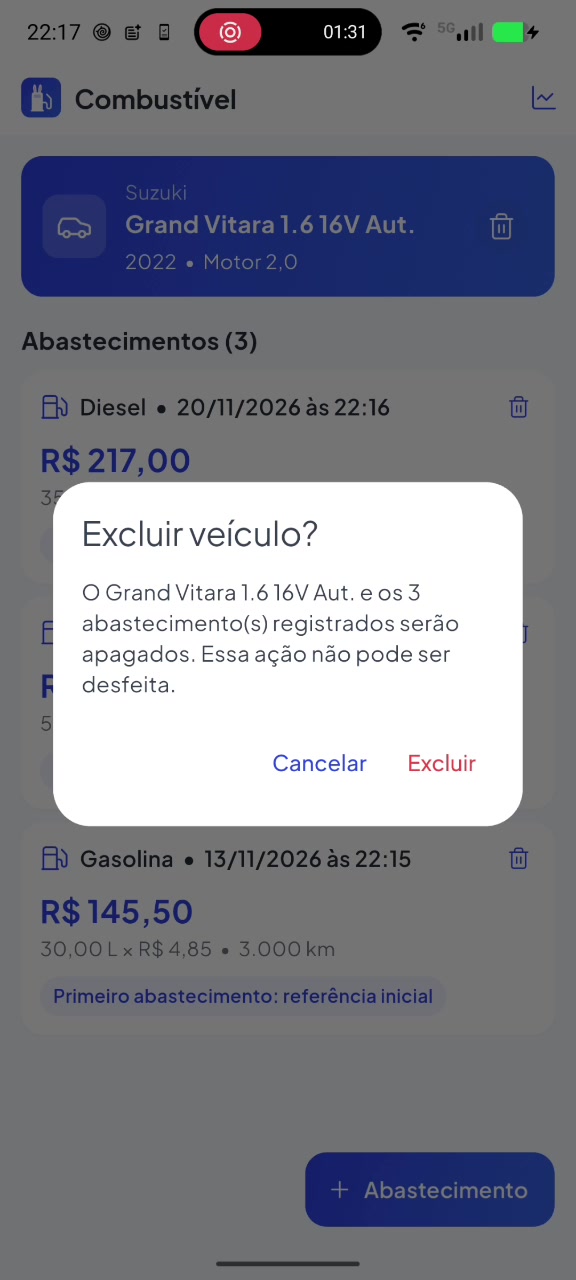 22:17
01:31
6
5G
Combustível
Suzuki
Grand Vitara 1.6 16V Aut.
2022 • Motor 2,0
Abastecimentos (3)
Diesel • 20/11/2026 às 22:16
R$ 217,00
35
Excluir veículo?
O Grand Vitara 1.6 16V Aut. e os 3
abastecimento(s) registrados serão
apagados. Essa ação não pode ser
desfeita.
Cancelar Excluir
R
5
Gasolina • 13/11/2026 às 22:15
R$ 145,50
30,00 L × R$ 4,85 • 3.000 km
Primeiro abastecimento: referência inicial
+ Abastecimento